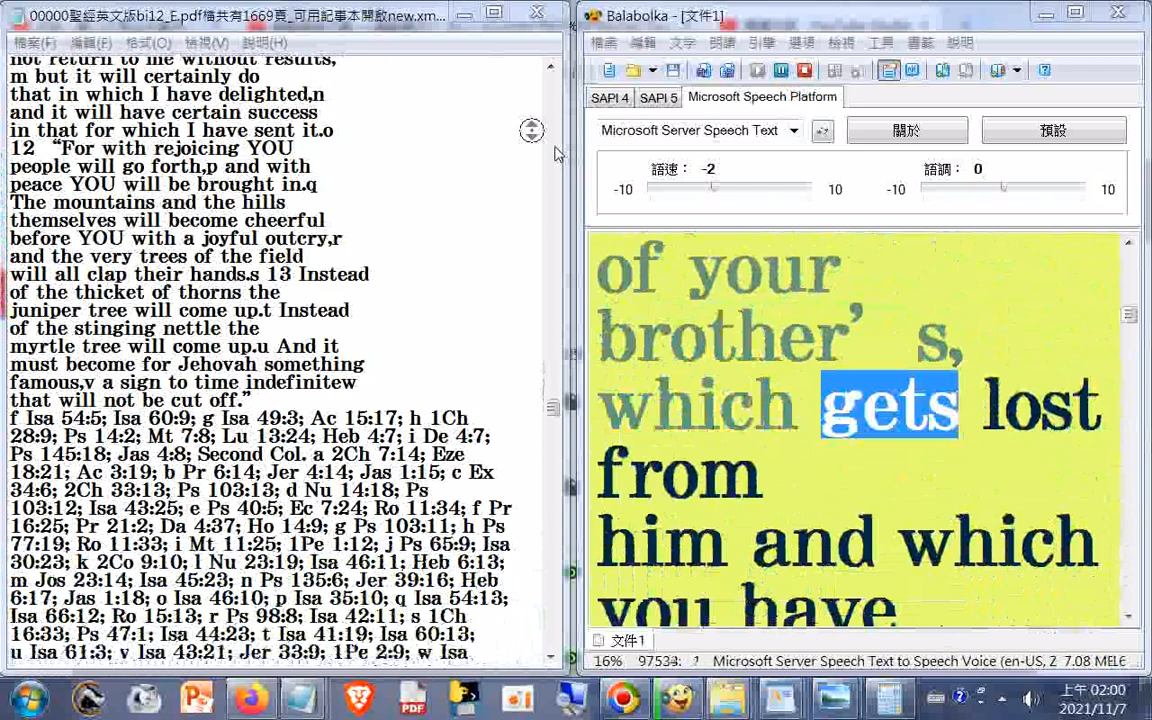 00000聖經英文版bi12_E.pdf檔共有1669頁_可用記事本開啟new.xm...
檔案(F) 編輯(E) 格式(O) 檢視(V) 說明(H)
not return to me without results,
m but it will certainly do
that in which I have delighted,n
and it will have certain success
in that for which I have sent it.o
12 “For with rejoicing YOU
people will go forth,p and with
peace YOU will be brought in.q
The mountains and the hills
themselves will become cheerful
before YOU with a joyful outcry,r
and the very trees of the field
will all clap their hands.s 13 Instead
of the thicket of thorns the
juniper tree will come up.t Instead
of the stinging nettle the
myrtle tree will come up.u And it
must become for Jehovah something
famous,v a sign to time indefinitew
that will not be cut off.”
f Isa 54:5; Isa 60:9; g Isa 49:3; Ac 15:17; h 1Ch
28:9; Ps 14:2; Mt 7:8; Lu 13:24; Heb 4:7; i De 4:7;
Ps 145:18; Jas 4:8; Second Col. a 2Ch 7:14; Eze
18:21; Ac 3:19; b Pr 6:14; Jer 4:14; Jas 1:15; c Ex
34:6; 2Ch 33:13; Ps 103:13; d Nu 14:18; Ps
103:12; Isa 43:25; e Ps 40:5; Ec 7:24; Ro 11:34; f Pr
16:25; Pr 21:2; Da 4:37; Ho 14:9; g Ps 103:11; h Ps
77:19; Ro 11:33; i Mt 11:25; 1Pe 1:12; j Ps 65:9; Isa
30:23; k 2Co 9:10; l Nu 23:19; Isa 46:11; Heb 6:13;
m Jos 23:14; Isa 45:23; n Ps 135:6; Jer 39:16; Heb
6:17; Jas 1:18; o Isa 46:10; p Isa 35:10; q Isa 54:13;
Isa 66:12; Ro 15:13; r Ps 98:8; Isa 42:11; s 1Ch
16:33; Ps 47:1; Isa 44:23; t Isa 41:19; Isa 60:13;
u Isa 61:3; v Isa 43:21; Jer 33:9; 1Pe 2:9; w Isa
Balabolka - [文件1]
檔案 編輯 文字 朗讀 引擎 選項 檢視 工具 書籤 說明
SAPI 4 SAPI 5 Microsoft Speech Platform
Microsoft Server Speech Text 關於 預設
語速: -2 語調: 0
-10 10 -10 10
of your
brother’ s,
which gets lost
from
him and which
you have
文件1
16% Microsoft Server Speech Text to Speech Voice (en-US, Z 7.08 МБ
上午 02:00
2021/11/7